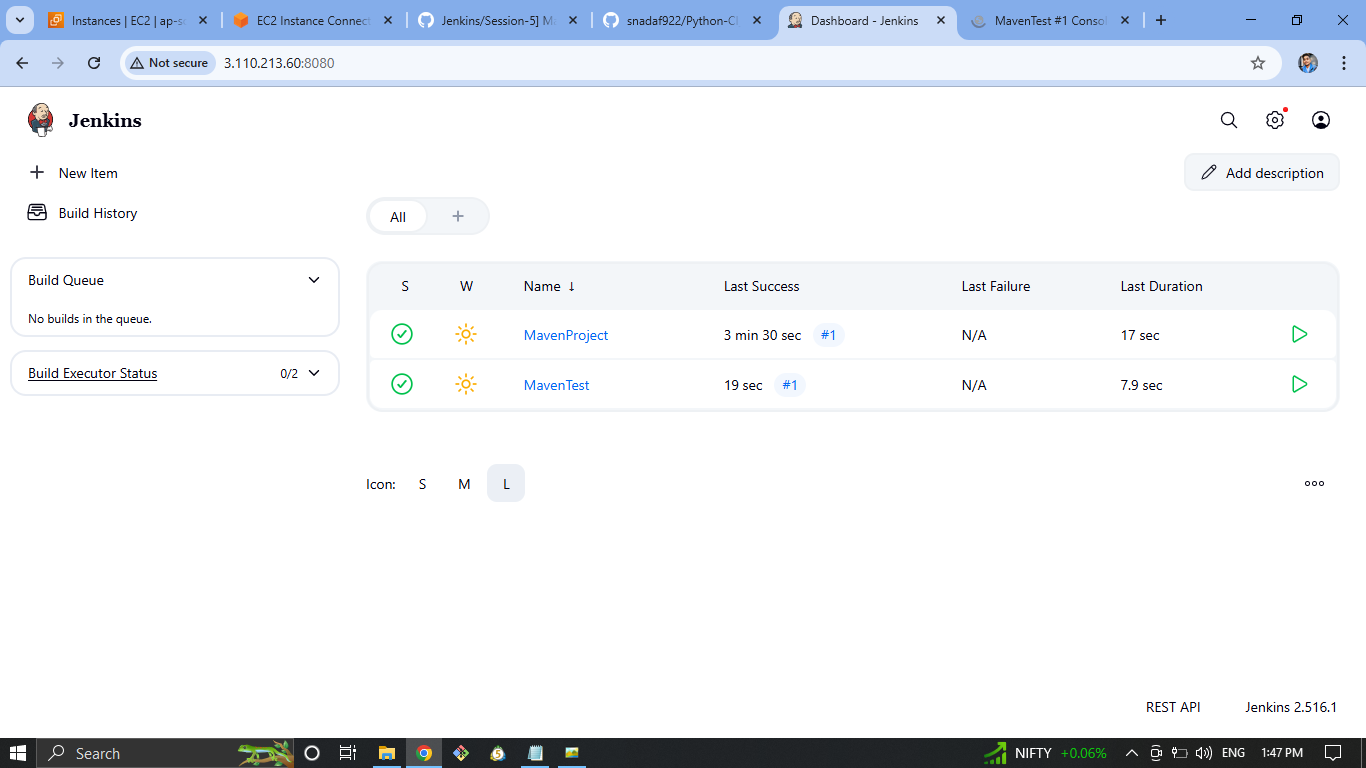 Instances | EC2 | ap-so
EC2 Instance Connect
Jenkins/Session-5] Ma
snadaf922/Python-Cl
Dashboard - Jenkins
MavenTest #1 Consol
Not secure
3.110.213.60:8080
Jenkins
New Item
Add description
Build History
All
Build Queue
No builds in the queue.
Build Executor Status 0/2
S W Name ↓ Last Success Last Failure Last Duration
MavenProject 3 min 30 sec #1 N/A 17 sec
MavenTest 19 sec #1 N/A 7.9 sec
Icon: S M L
REST API Jenkins 2.516.1
Search
NIFTY +0.06%
ENG
1:47 PM